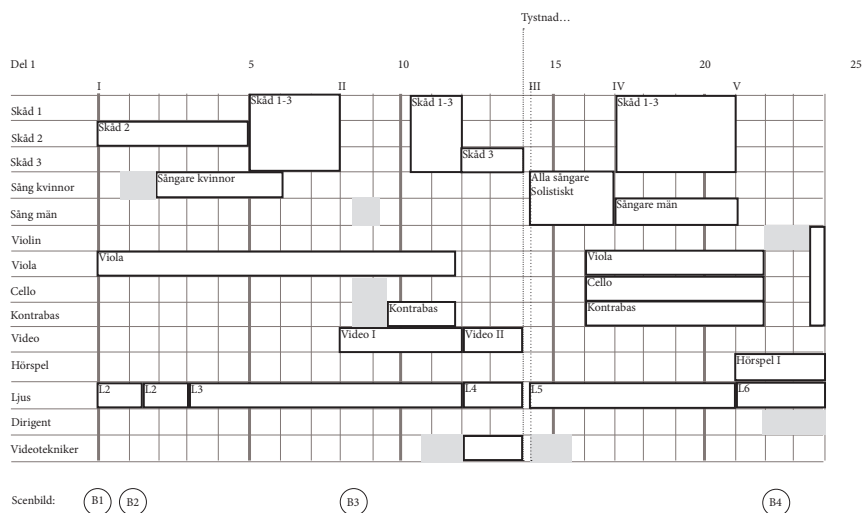 Tystnad…
Del 1 5 10 15 20 25
I II III IV V
Skåd 1 Skåd 1-3 Skåd 1-3 Skåd 1-3
Skåd 2 Skåd 2
Skåd 3 Skåd 3
Sång kvinnor Sångare kvinnor Alla sångare
Solistiskt
Sång män Sångare män
Violin
Viola Viola Viola
Cello Cello
Kontrabas Kontrabas Kontrabas
Video Video I Video II
Hörspel Hörspel I
Ljus L2 L2 L3 L4 L5 L6
Dirigent
Videotekniker
Scenbild: B1 B2 B3 B4